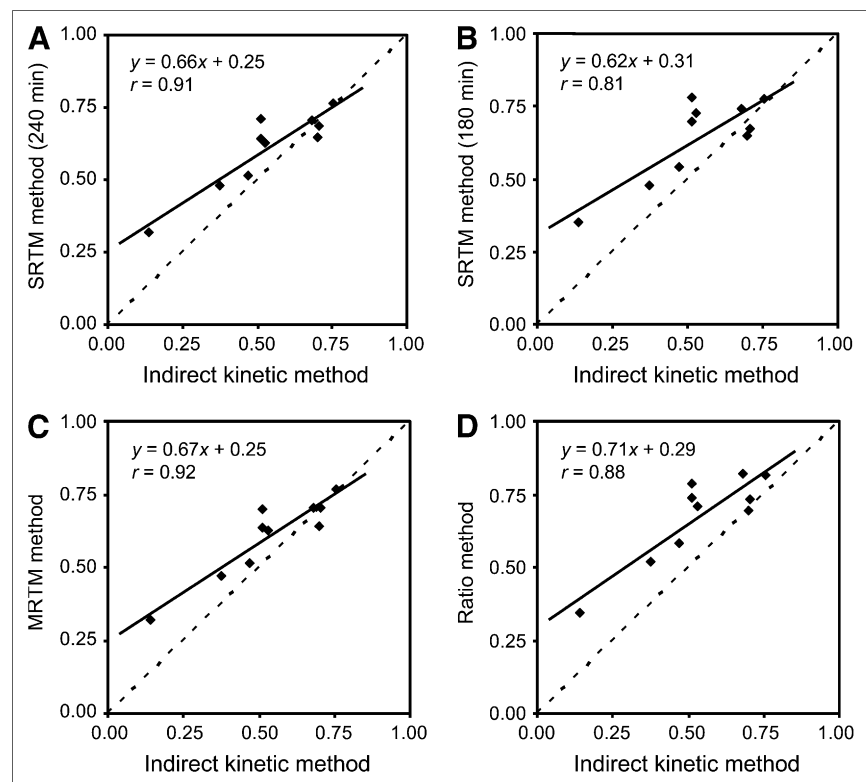 A
y = 0.66x + 0.25
r = 0.91
SRTM method (240 min)
1.00
0.75
0.50
0.25
0.00
0.00 0.25 0.50 0.75 1.00
Indirect kinetic method
B
y = 0.62x + 0.31
r = 0.81
SRTM method (180 min)
1.00
0.75
0.50
0.25
0.00
0.00 0.25 0.50 0.75 1.00
Indirect kinetic method
C
y = 0.67x + 0.25
r = 0.92
MRTM method
1.00
0.75
0.50
0.25
0.00
0.00 0.25 0.50 0.75 1.00
Indirect kinetic method
D
y = 0.71x + 0.29
r = 0.88
Ratio method
1.00
0.75
0.50
0.25
0.00
0.00 0.25 0.50 0.75 1.00
Indirect kinetic method